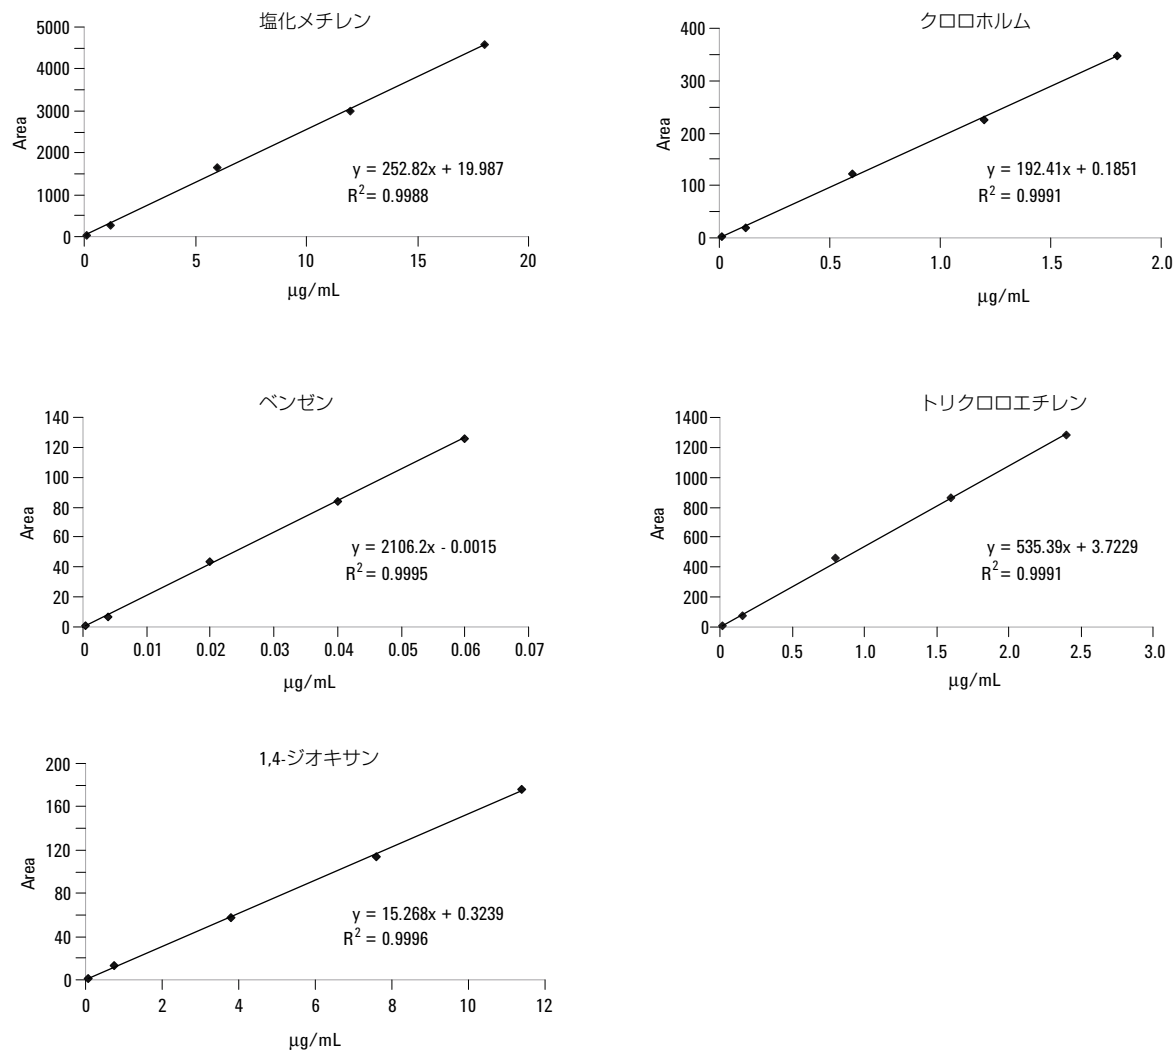 塩化メチレン
5000
4000
3000
2000
1000
0
Area
y = 252.82x + 19.987
R2 = 0.9988
0 5 10 15 20
μg/mL
クロロホルム
400
300
200
100
0
Area
y = 192.41x + 0.1851
R2 = 0.9991
0 0.5 1.0 1.5 2.0
μg/mL
ベンゼン
140
120
100
80
60
40
20
0
Area
y = 2106.2x - 0.0015
R2 = 0.9995
0 0.01 0.02 0.03 0.04 0.05 0.06 0.07
μg/mL
トリクロロエチレン
1400
1200
1000
800
600
400
200
0
Area
y = 535.39x + 3.7229
R2 = 0.9991
0 0.5 1.0 1.5 2.0 2.5 3.0
μg/mL
1,4-ジオキサン
200
160
120
80
40
0
Area
y = 15.268x + 0.3239
R2 = 0.9996
0 2 4 6 8 10 12
μg/mL